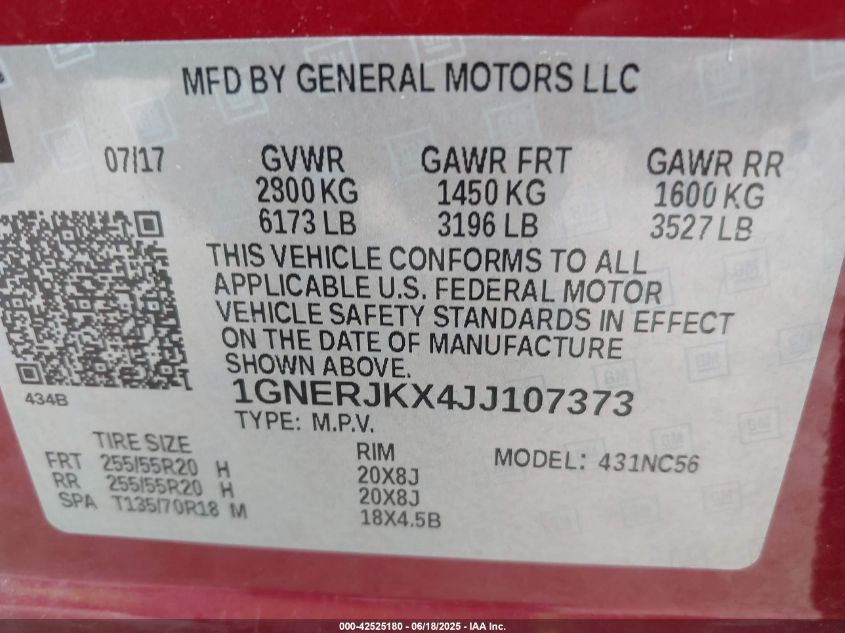 MFD BY GENERAL MOTORS LLC
07/17 GVWR GAWR FRT GAWR RR
2800 KG 1450 KG 1600 KG
6173 LB 3196 LB 3527 LB
THIS VEHICLE CONFORMS TO ALL
APPLICABLE U.S. FEDERAL MOTOR
VEHICLE SAFETY STANDARDS IN EFFECT
ON THE DATE OF MANUFACTURE
SHOWN ABOVE.
434B
1GNERJKX4JJ107373
TYPE: M.P.V.
TIRE SIZE RIM MODEL: 431NC56
FRT 255/55R20 H 20X8J
RR 255/55R20 H 20X8J
SPA T135/70R18 M 18X4.5B
000-42525180 - 06/18/2025 - IAA Inc.